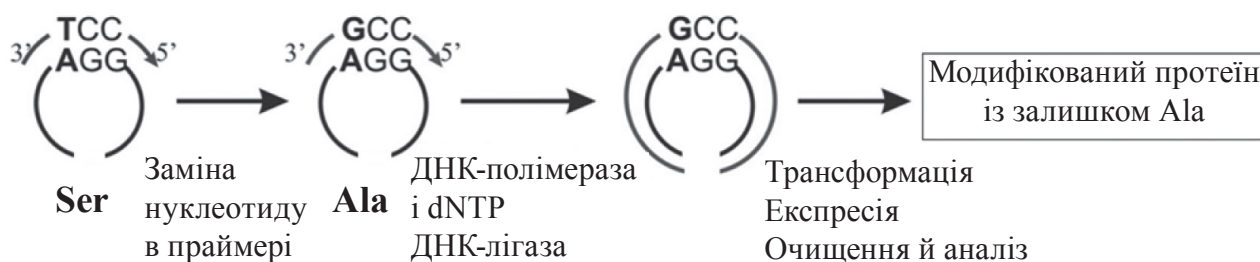 TCC
3’ 5’
AGG
Ser
Заміна
нуклеотиду
в праймері
GCC
3’ 5’
AGG
Ala
ДНК-полімераза
і dNTP
ДНК-лігаза
GCC
AGG
Трансформація
Експресія
Очищення й аналіз
Модифікований протеїн
із залишком Ala